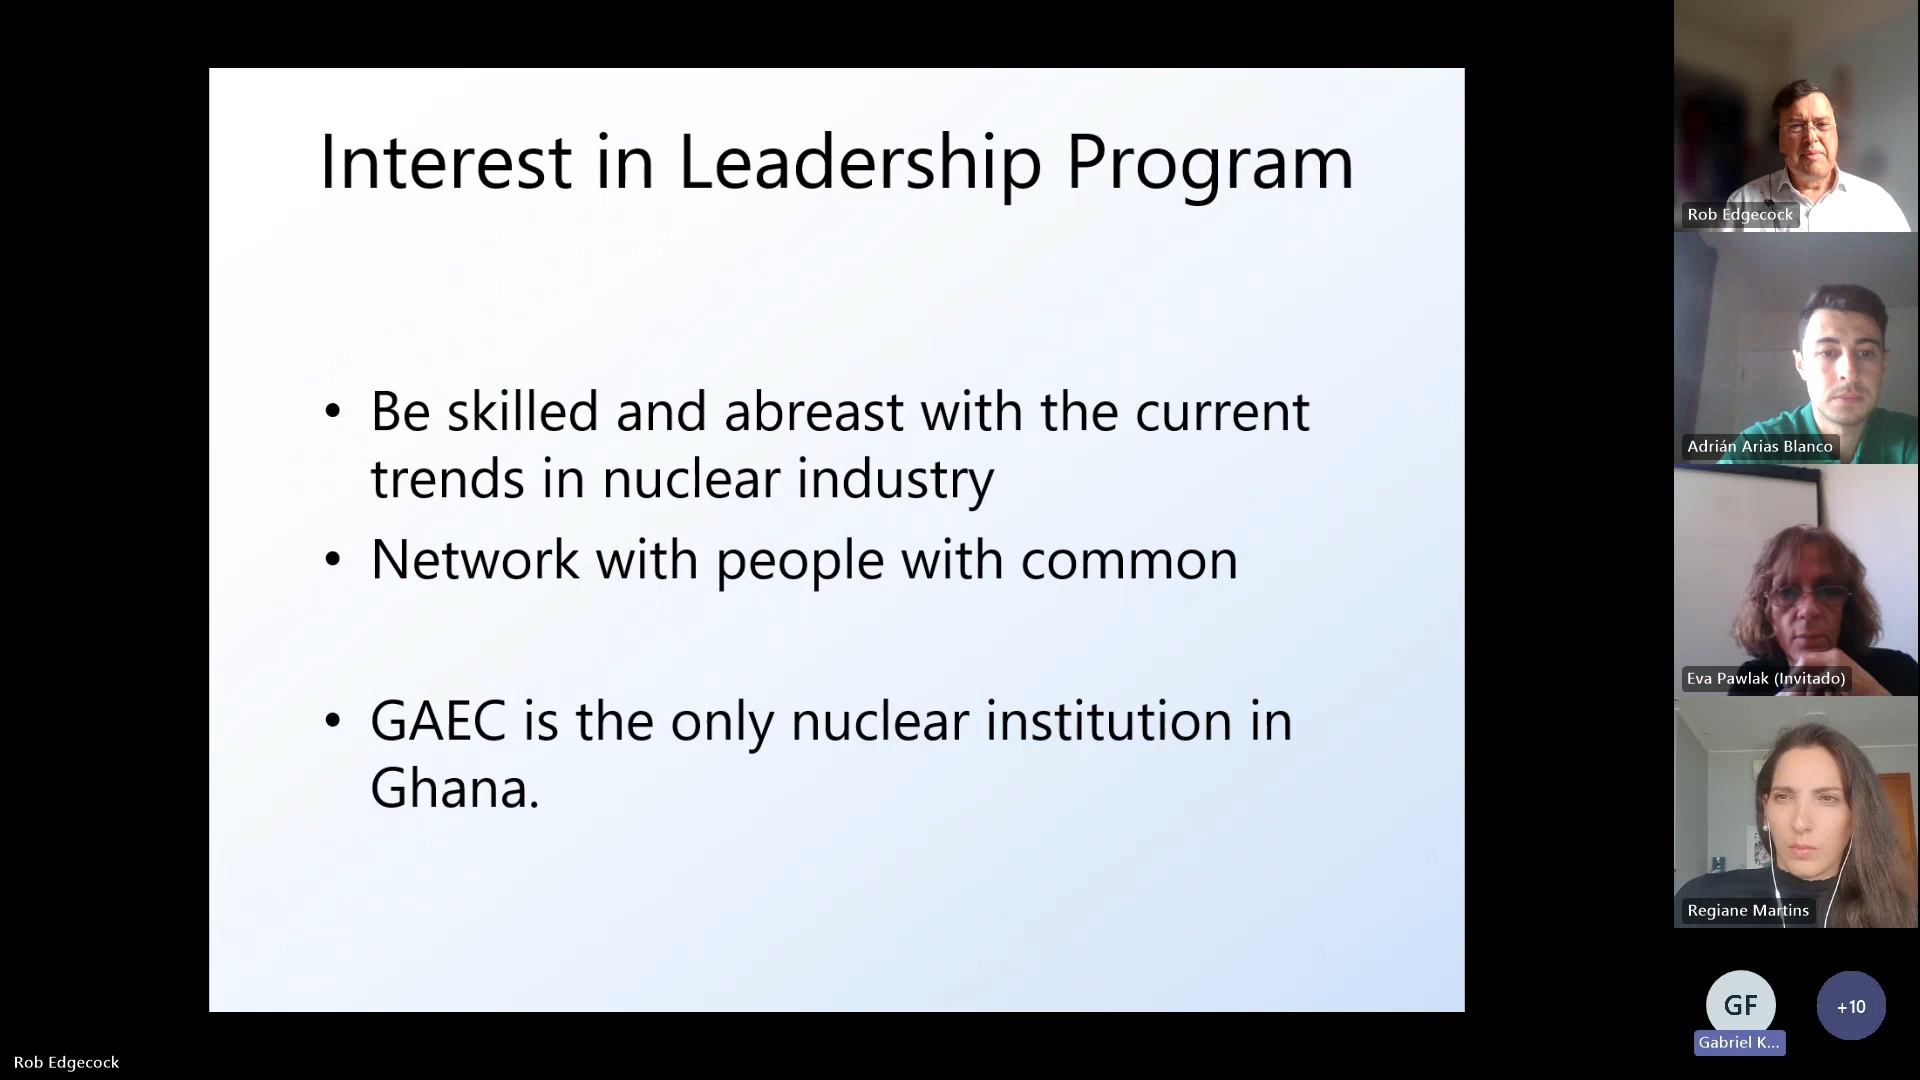 Interest in Leadership Program
• Be skilled and abreast with the current
trends in nuclear industry
• Network with people with common
• GAEC is the only nuclear institution in
Ghana.
Rob Edgecock
Adrián Arias Blanco
Eva Pawlak (Invitado)
Regiane Martins
GF
+10
Gabriel K...
Rob Edgecock